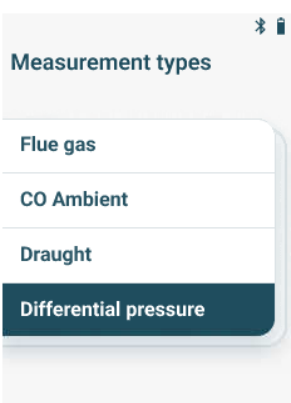 Measurement types
Flue gas
CO Ambient
Draught
Differential pressure